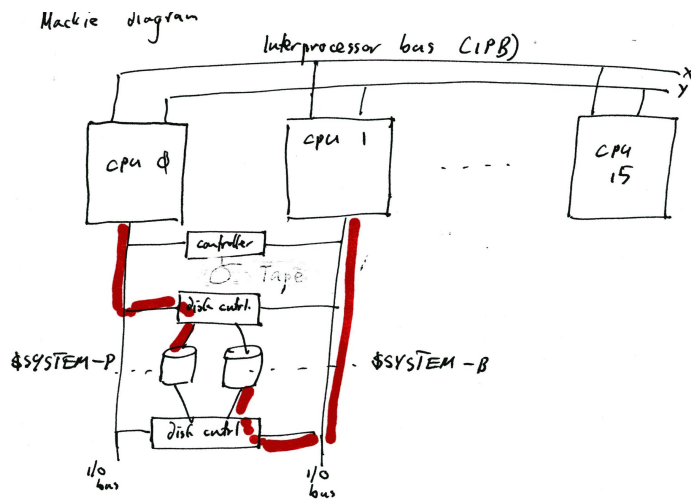 Mackie diagram
Interprocessor bus (IPB)
X
Y
CPU 0
CPU 1
.....
CPU 15
controller
Tape
disk cntrl.
$SYSTEM-P
$SYSTEM-B
disk cntrl
I/O bus
I/O bus